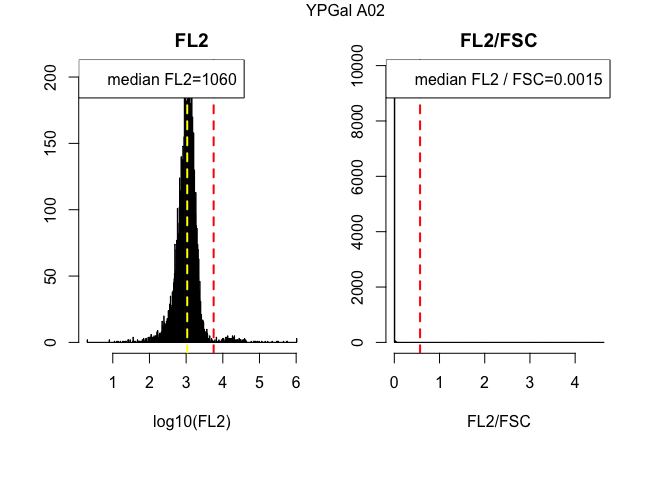 YPGal A02
FL2
median FL2=1060
0
50
100
150
200
1 2 3 4 5 6
log10(FL2)
FL2/FSC
median FL2 / FSC=0.0015
0
2000
4000
6000
8000
10000
0 1 2 3 4
FL2/FSC